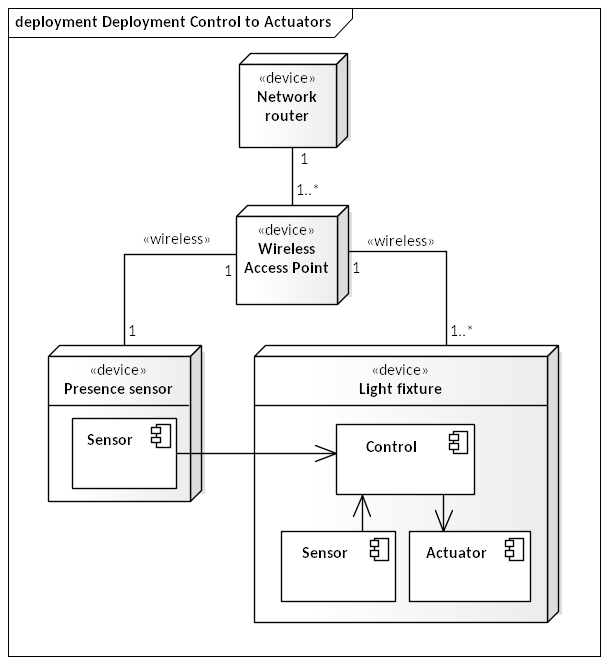 deployment Deployment Control to Actuators
«device»
Network
router
1
1..*
«device»
Wireless
Access Point
«wireless»
1
1
«wireless»
1
1..*
«device»
Presence sensor
Sensor
«device»
Light fixture
Control
Sensor
Actuator